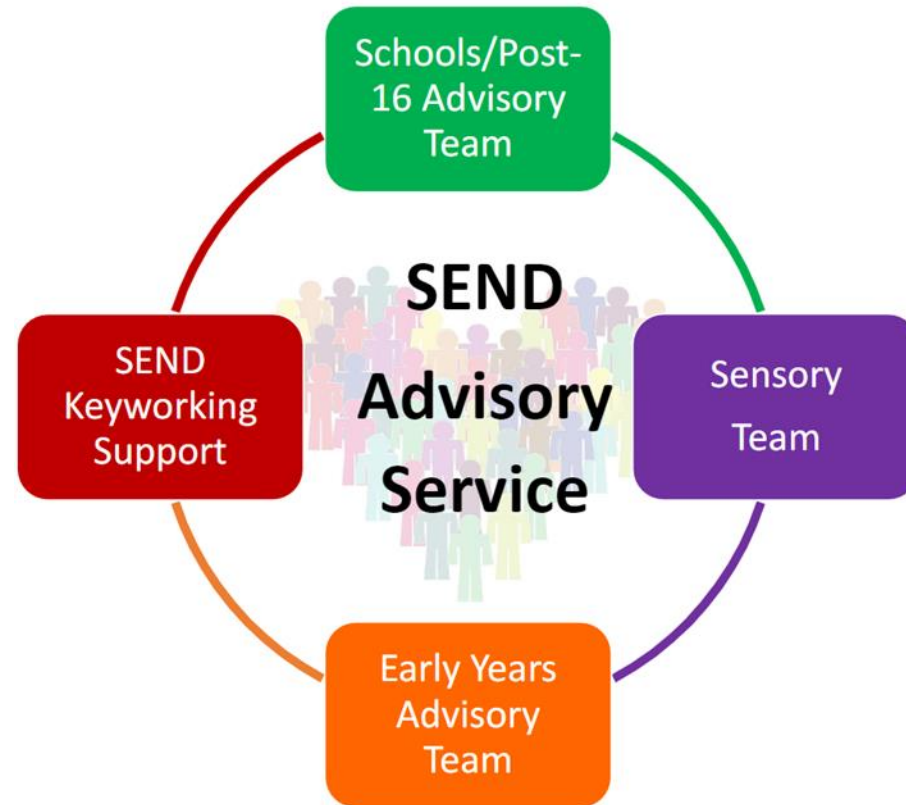 Schools/Post-
16 Advisory
Team
SEND
Advisory
Service
SEND
Keyworking
Support
Sensory
Team
Early Years
Advisory
Team